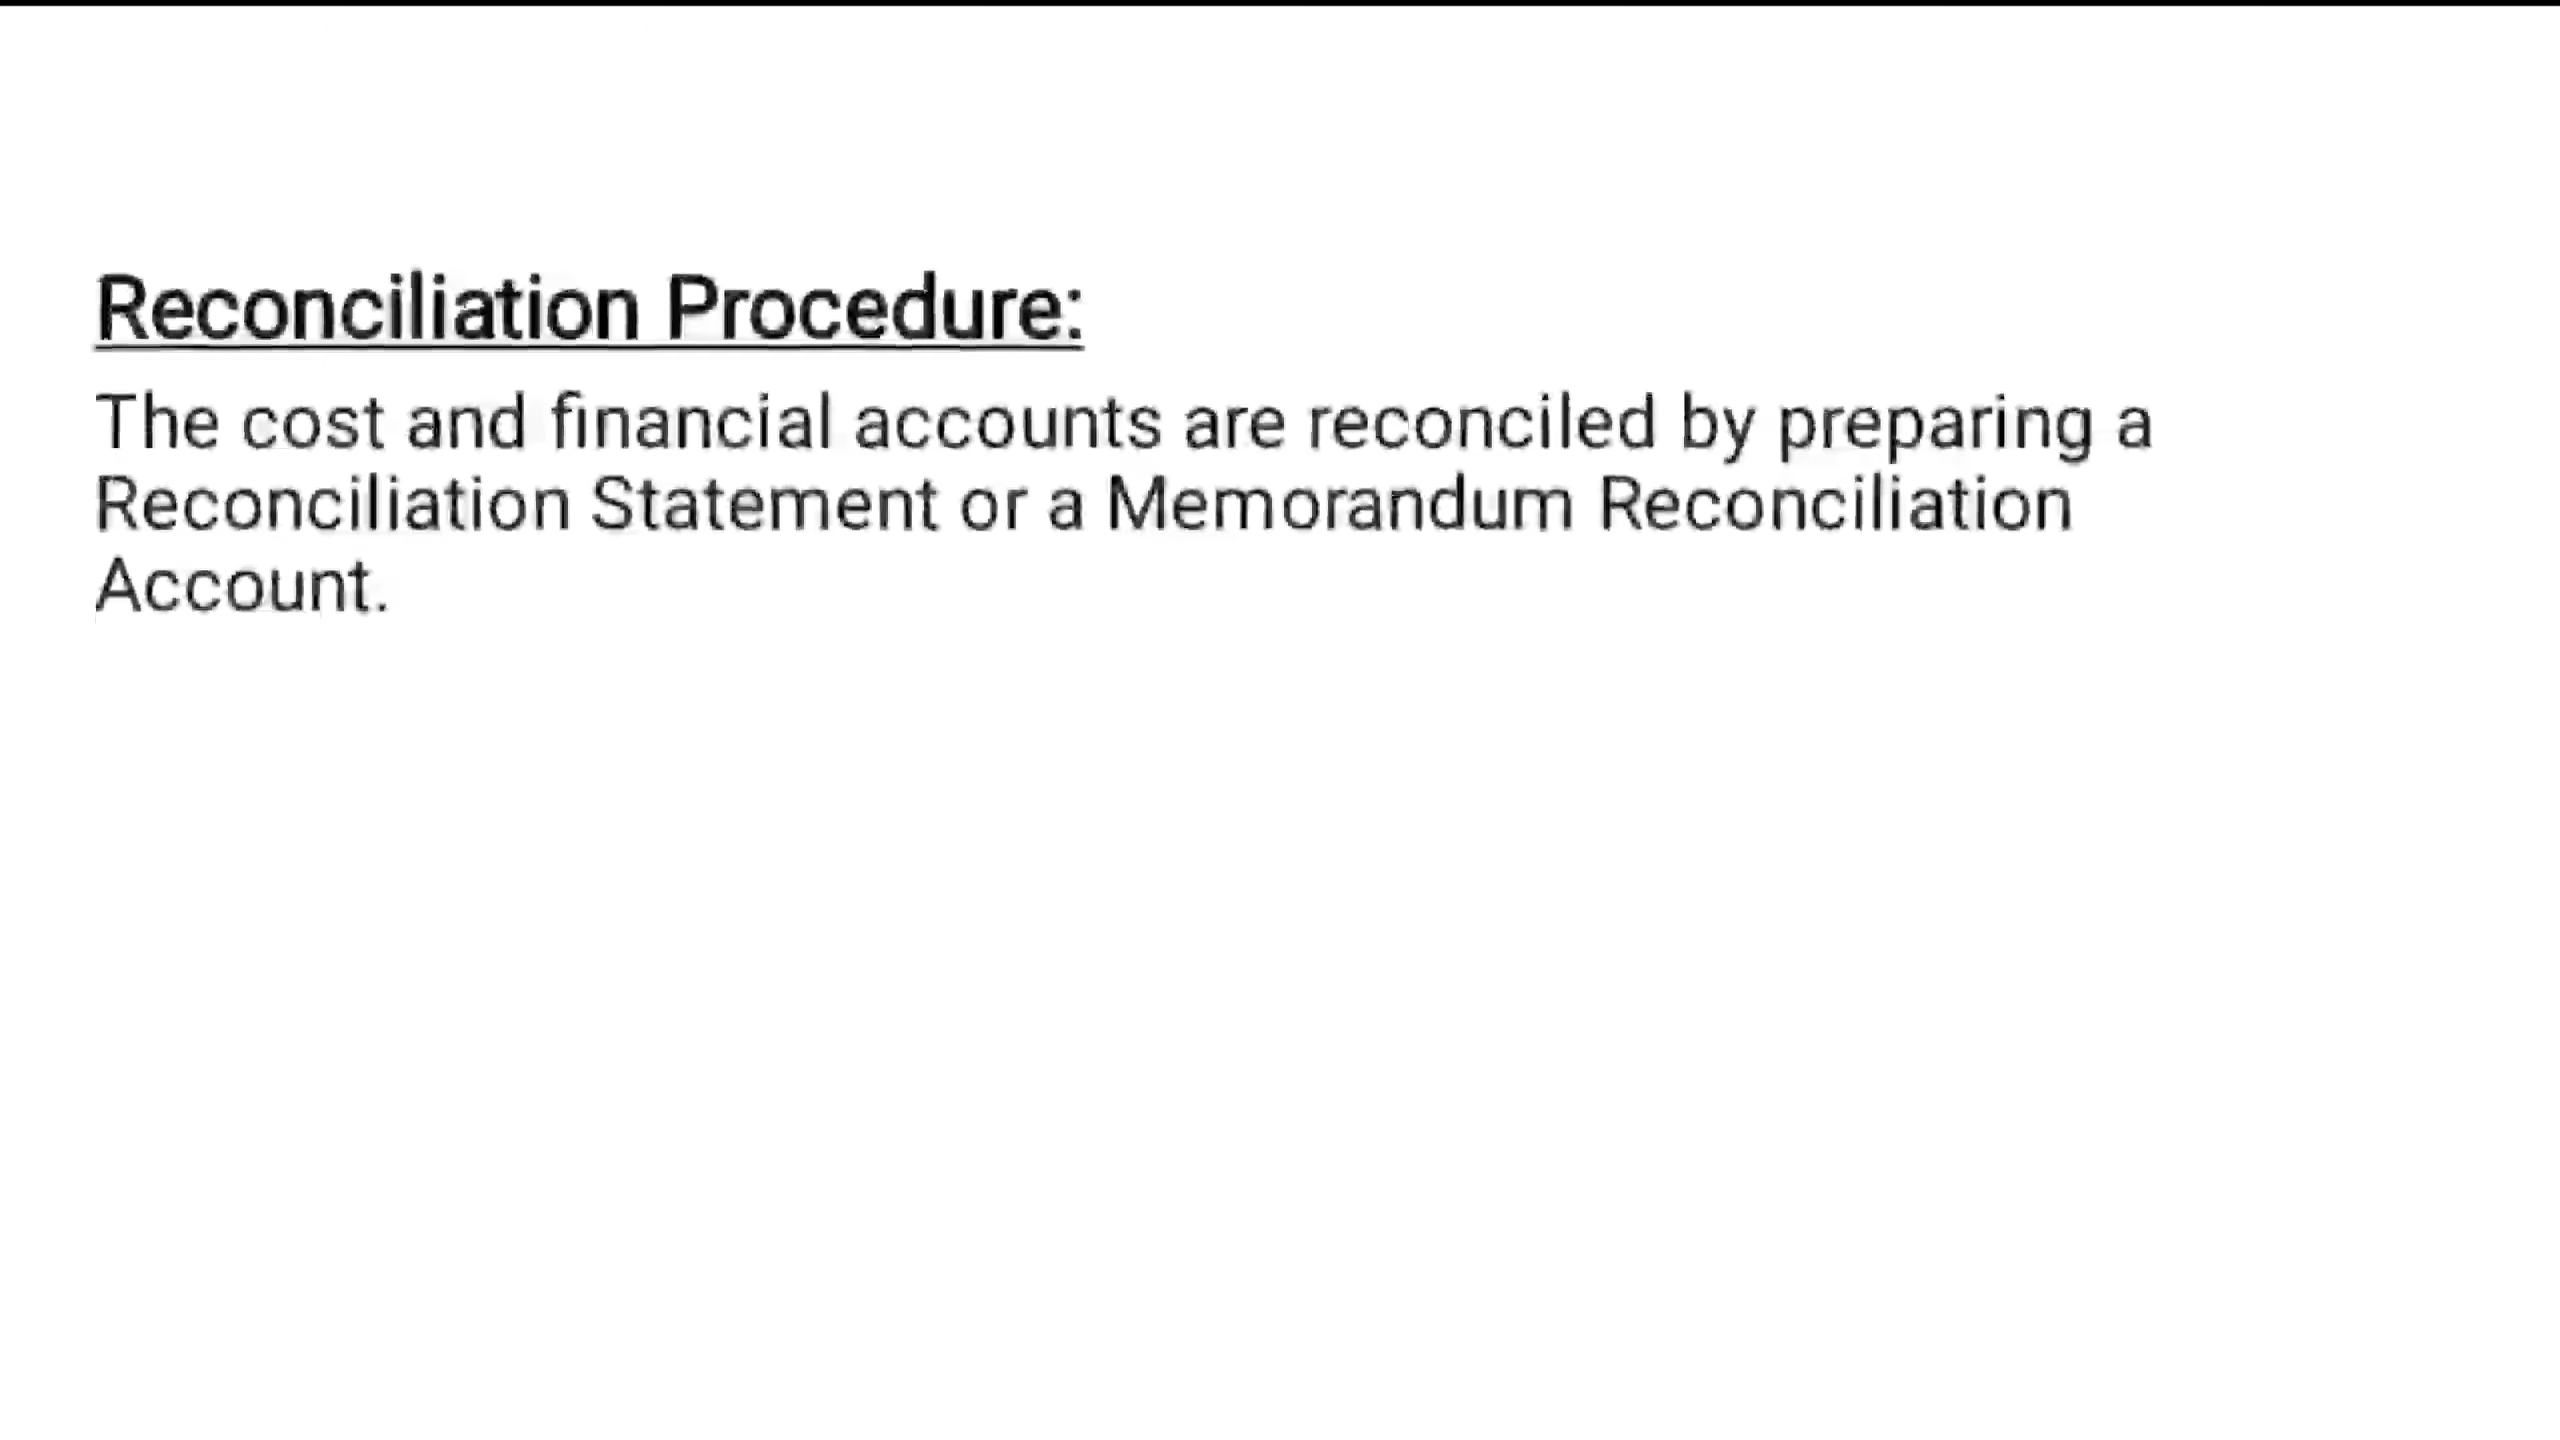 Reconciliation Procedure:
The cost and financial accounts are reconciled by preparing a
Reconciliation Statement or a Memorandum Reconciliation
Account.